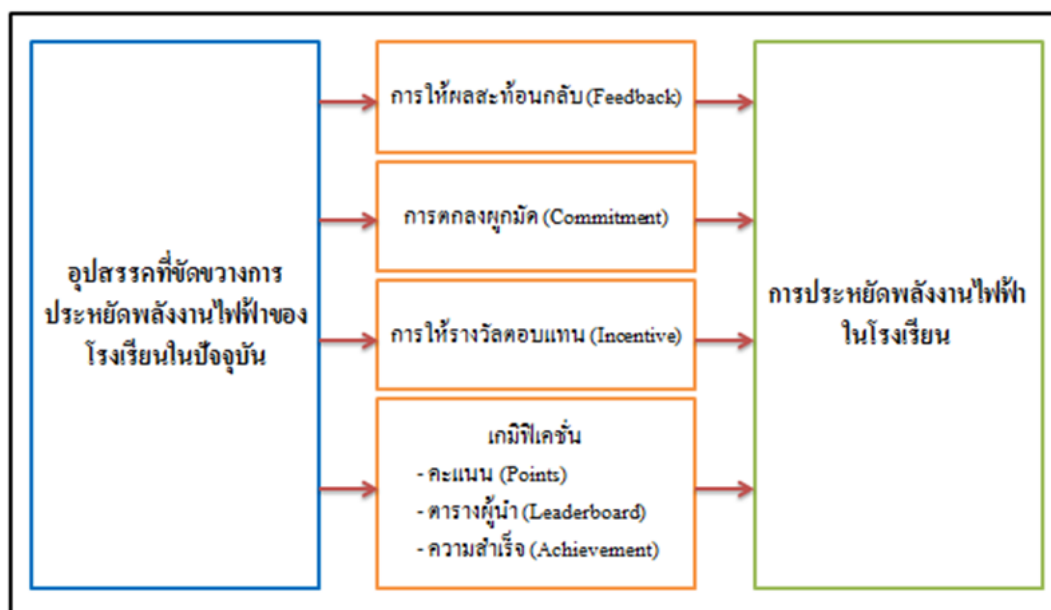 อุปสรรคที่ขัดขวางการ
ประหยัดพลังงานไฟฟ้าของ
โรงเรียนในปัจจุบัน
การให้ผลสะท้อนกลับ (Feedback)
การตกลงผูกมัด (Commitment)
การให้รางวัลตอบแทน (Incentive)
เกมิฟิเคชั่น
- คะแนน (Points)
- ตารางผู้นำ (Leaderboard)
- ความสำเร็จ (Achievement)
การประหยัดพลังงานไฟฟ้า
ในโรงเรียน